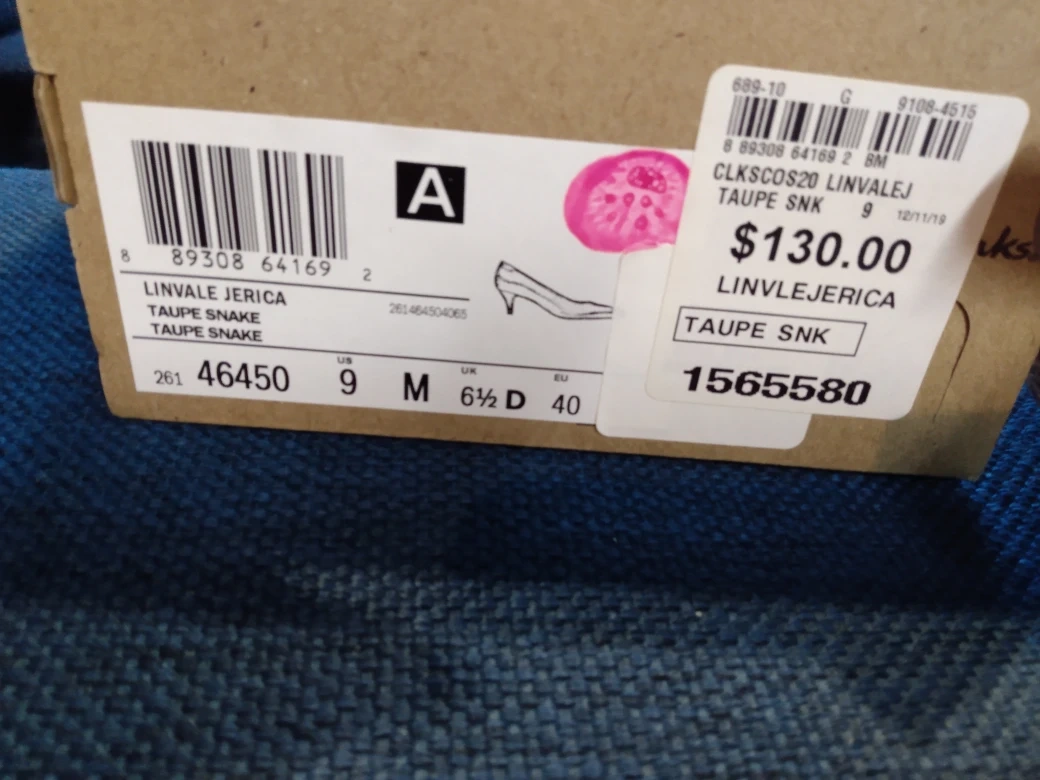 8 89308 64169 2
A
LINVALE JERICA
TAUPE SNAKE
TAUPE SNAKE
261464504065
261 46450 US 9 M UK 6½ D EU 40
689-10 G 9108-4515
8 89308 64169 2 BM
CLKSCOS20 LINVALEJ
TAUPE SNK 9 12/11/19
$130.00
LINVLEJERICA
TAUPE SNK
1565580